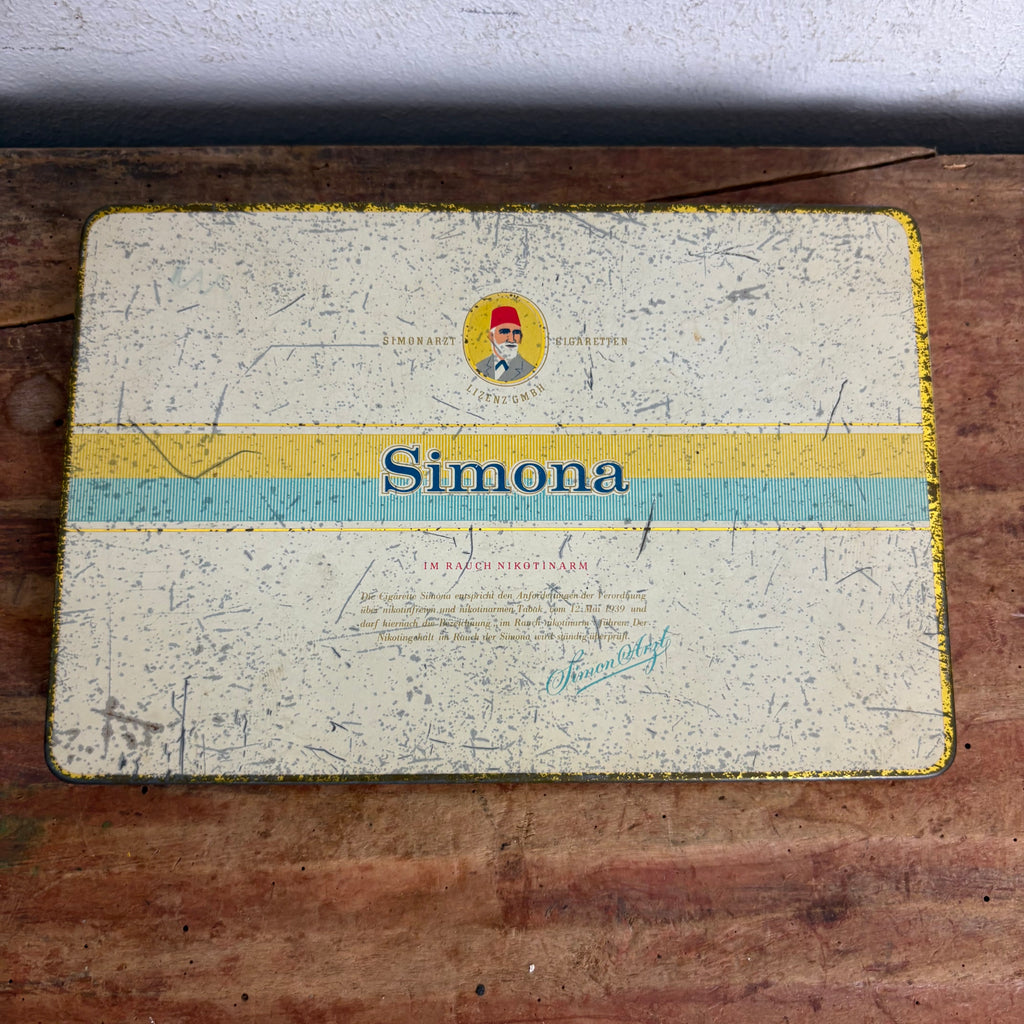 SIMON ARZT CIGARETTEN
LIZENZ GMBH
Simona
IM RAUCH NIKOTINARM
Die Cigarette Simona entspricht den Anforderungen der Verordnung
über nikotinfreien und nikotinarmen Tabak vom 12. Mai 1939 und
darf hiernach die Bezeichnung „im Rauch nikotinarm" führen. Der
Nikotingehalt im Rauch der Simona wird ständig überprüft.
Simon Arzt